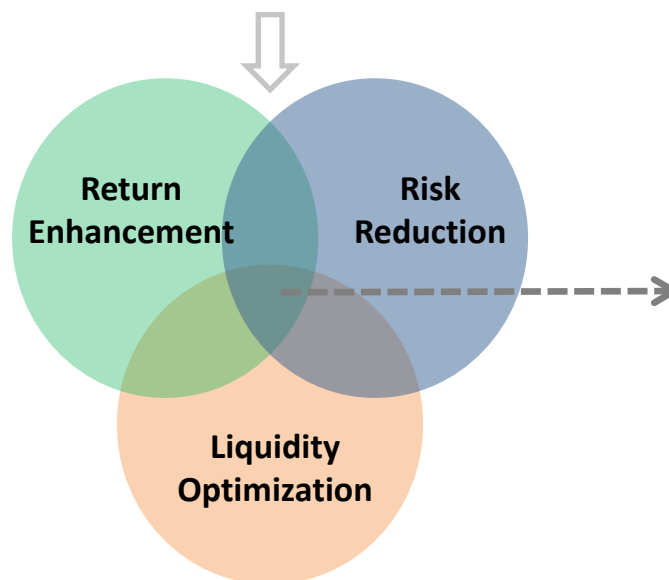 Return
Enhancement
Risk
Reduction
Liquidity
Optimization